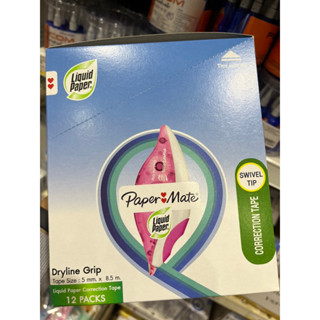 Liquid
Paper
Paper Mate
Liquid
Paper
SWIVEL
TIP
CORRECTION TAPE
Dryline Grip
Tape Size : 5 mm. x 8.5 m.
Liquid Paper Correction Tape
12 PACKS